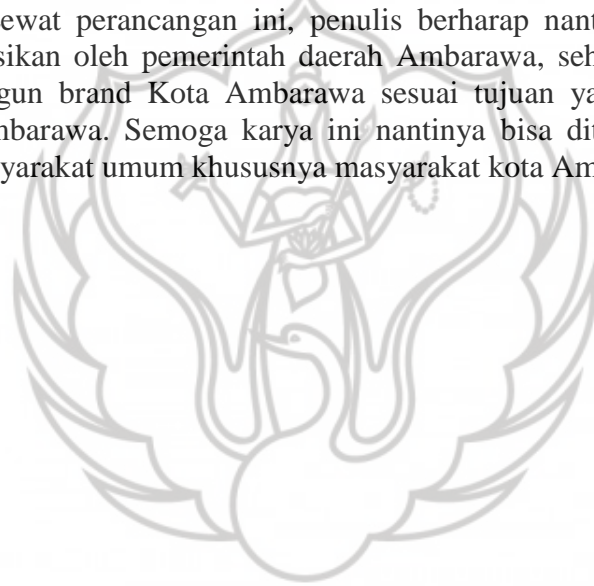 ewat perancangan ini, penulis berharap nant
sikan oleh pemerintah daerah Ambarawa, seh
gun brand Kota Ambarawa sesuai tujuan ya
mbarawa. Semoga karya ini nantinya bisa dit
yarakat umum khususnya masyarakat kota Am